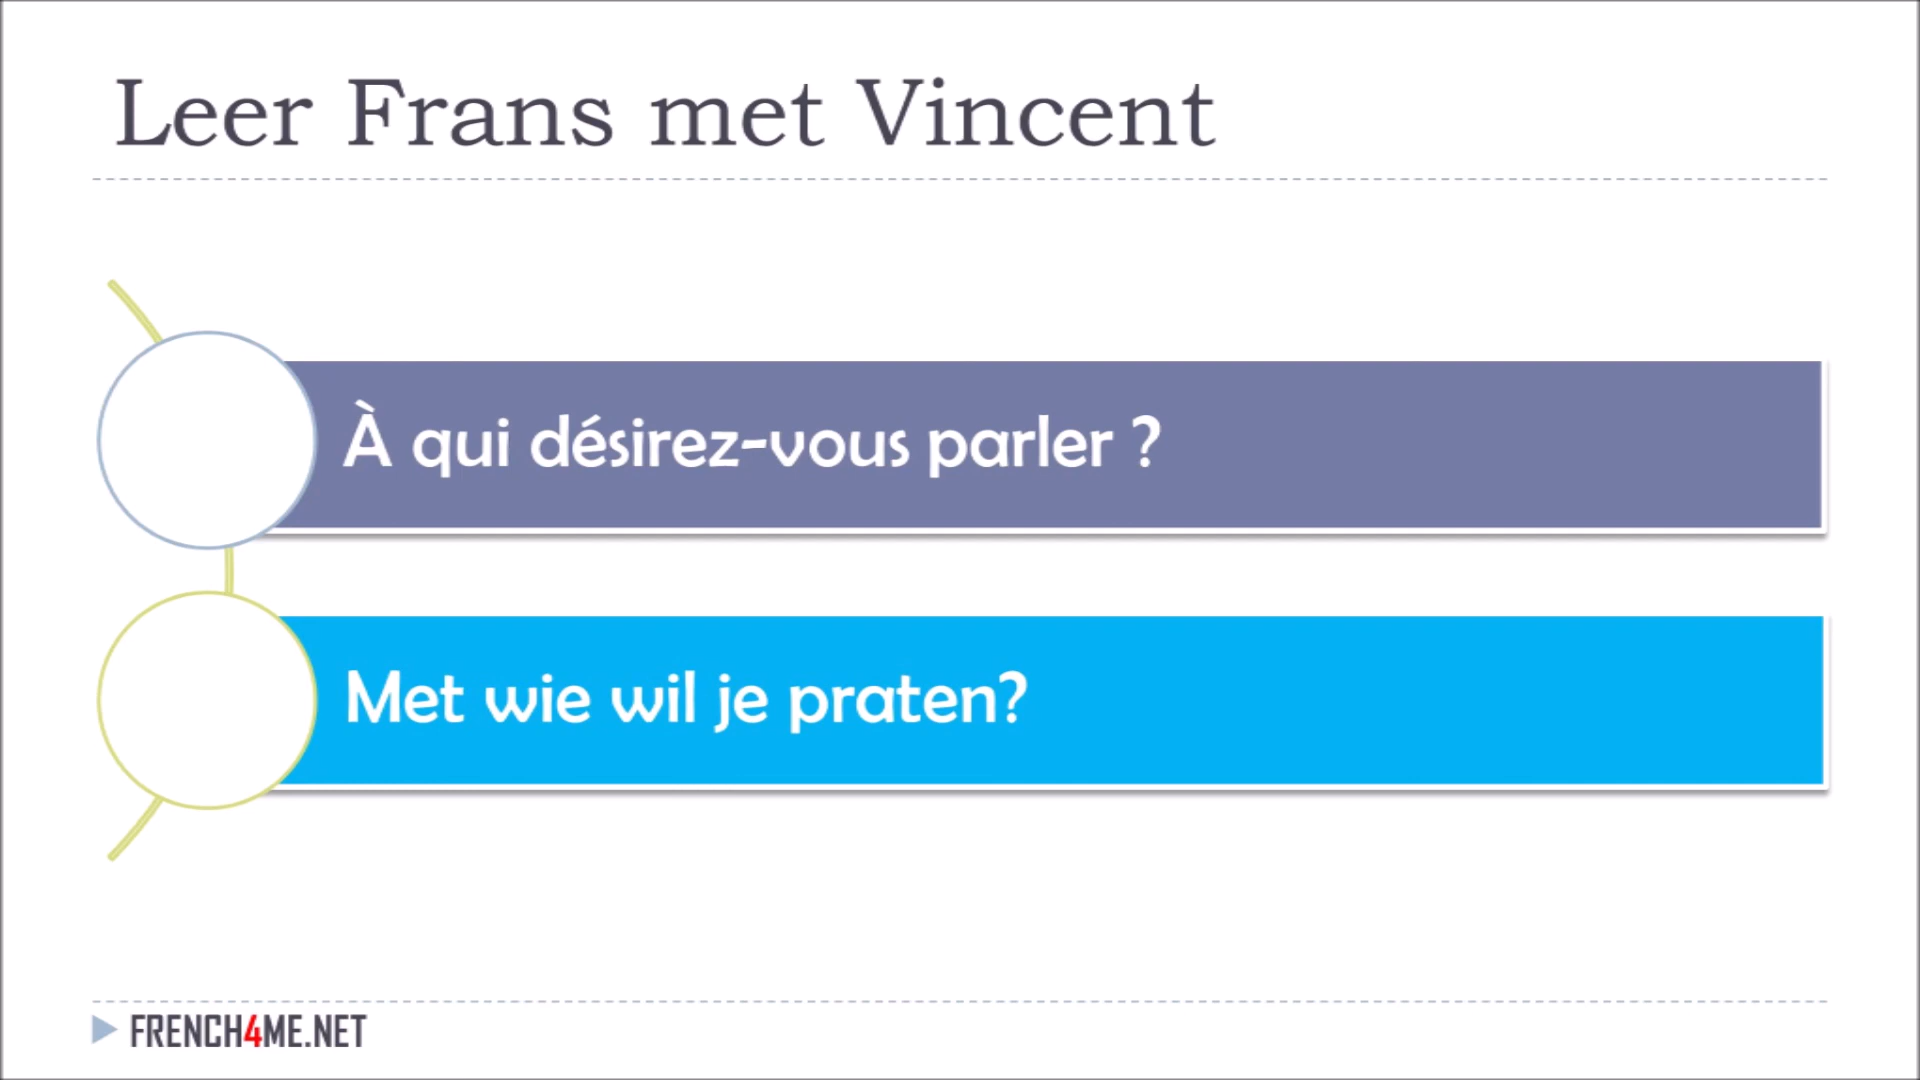 Leer Frans met Vincent
À qui désirez-vous parler ?
Met wie wil je praten?
FRENCH4ME.NET